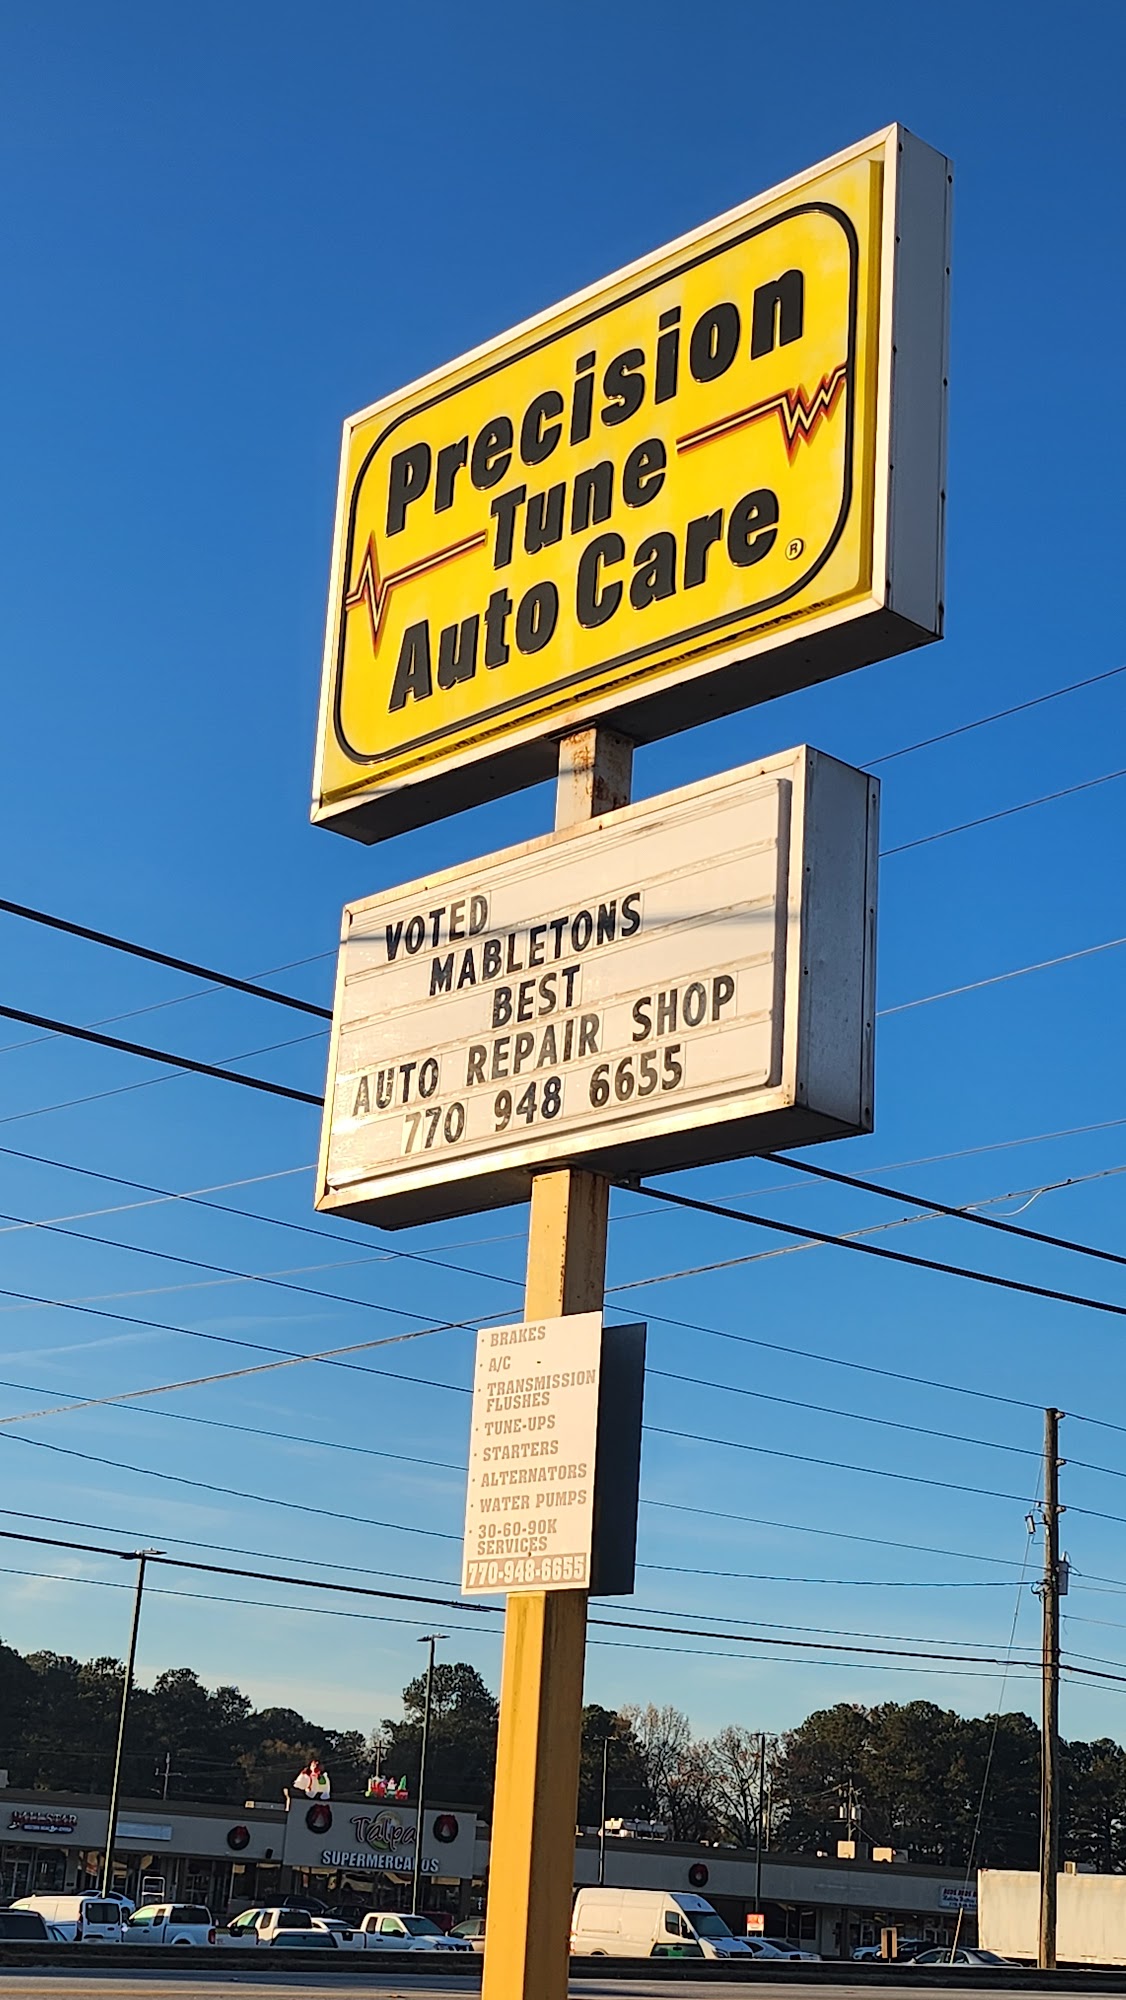 Precision
Tune
Auto Care
®
VOTED
MABLETONS
BEST
AUTO REPAIR SHOP
770 948 6655
· BRAKES
· A/C
· TRANSMISSION
FLUSHES
· TUNE-UPS
· STARTERS
· ALTERNATORS
· WATER PUMPS
· 30-60-90K
SERVICES
770-948-6655
Talpa
SUPERMERCADOS